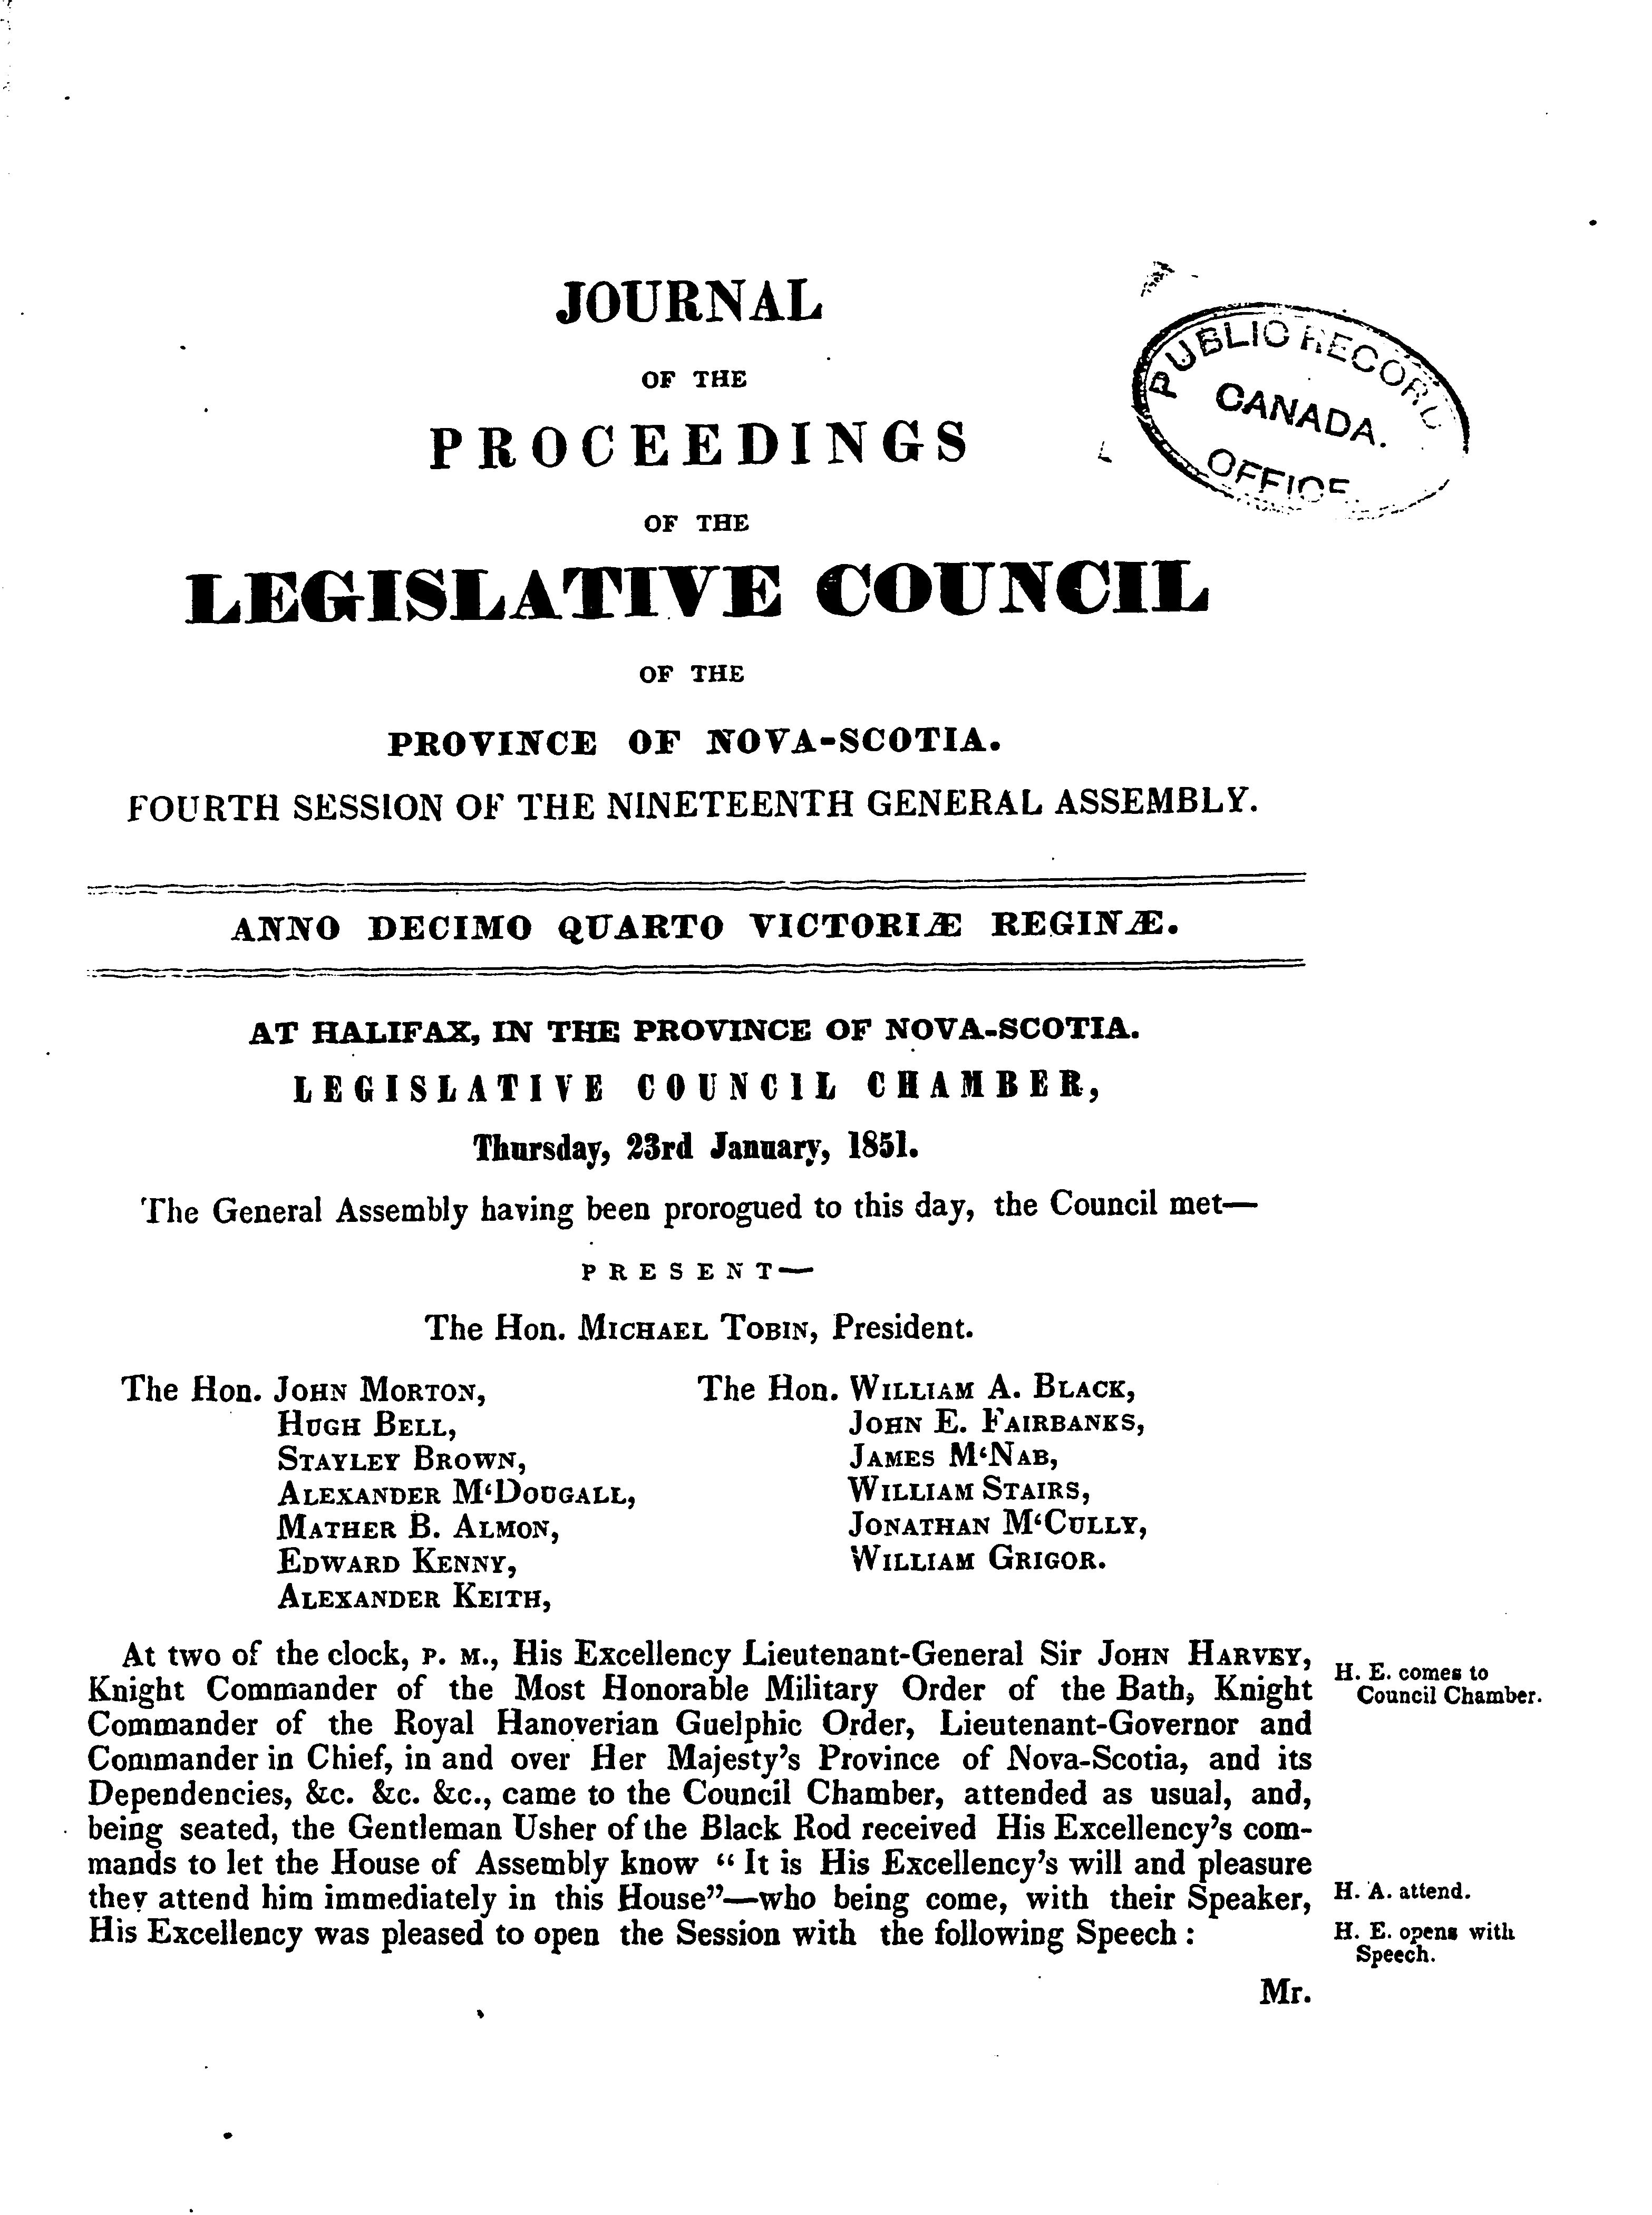 JOURNAL
OF THE
PROCEEDINGS
OF THE
LEGISLATIVE COUNCIL
OF THE
PROVINCE OF NOVA-SCOTIA.
FOURTH SESSION OF THE NINETEENTH GENERAL ASSEMBLY.
PUBLIC RECORD
CANADA.
OFFICE
ANNO DECIMO QUARTO VICTORIÆ REGINÆ.
AT HALIFAX, IN THE PROVINCE OF NOVA-SCOTIA.
LEGISLATIVE COUNCIL CHAMBER,
Thursday, 23rd January, 1851.
The General Assembly having been prorogued to this day, the Council met—
PRESENT—
The Hon. MICHAEL TOBIN, President.
The Hon. JOHN MORTON,
HUGH BELL,
STAYLEY BROWN,
ALEXANDER M‘DOUGALL,
MATHER B. ALMON,
EDWARD KENNY,
ALEXANDER KEITH,
The Hon. WILLIAM A. BLACK,
JOHN E. FAIRBANKS,
JAMES M‘NAB,
WILLIAM STAIRS,
JONATHAN M‘CULLY,
WILLIAM GRIGOR.
At two of the clock, P. M., His Excellency Lieutenant-General Sir JOHN HARVEY,
Knight Commander of the Most Honorable Military Order of the Bath, Knight
Commander of the Royal Hanoverian Guelphic Order, Lieutenant-Governor and
Commander in Chief, in and over Her Majesty's Province of Nova-Scotia, and its
Dependencies, &c. &c. &c., came to the Council Chamber, attended as usual, and,
being seated, the Gentleman Usher of the Black Rod received His Excellency's com-
mands to let the House of Assembly know “ It is His Excellency's will and pleasure
they attend him immediately in this House”—who being come, with their Speaker,
His Excellency was pleased to open the Session with the following Speech :
H. E. comes to
Council Chamber.
H. A. attend.
H. E. opens with
Speech.
Mr.